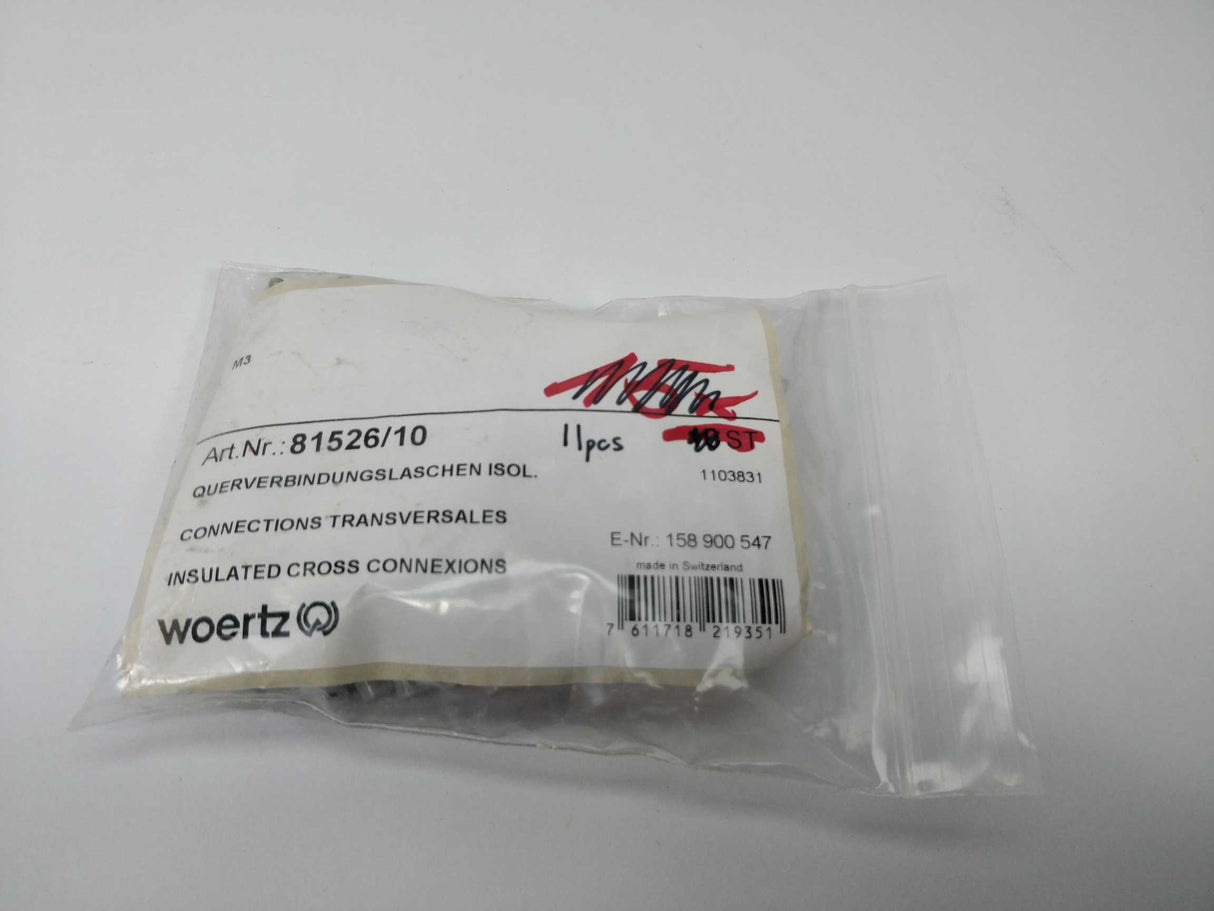 M3
Art.Nr.: 81526/10 11pcs ST
QUERVERBINDUNGSLASCHEN ISOL. 1103831
CONNECTIONS TRANSVERSALES
E-Nr.: 158 900 547
INSULATED CROSS CONNEXIONS
made in Switzerland
woertz
7 611718 219351